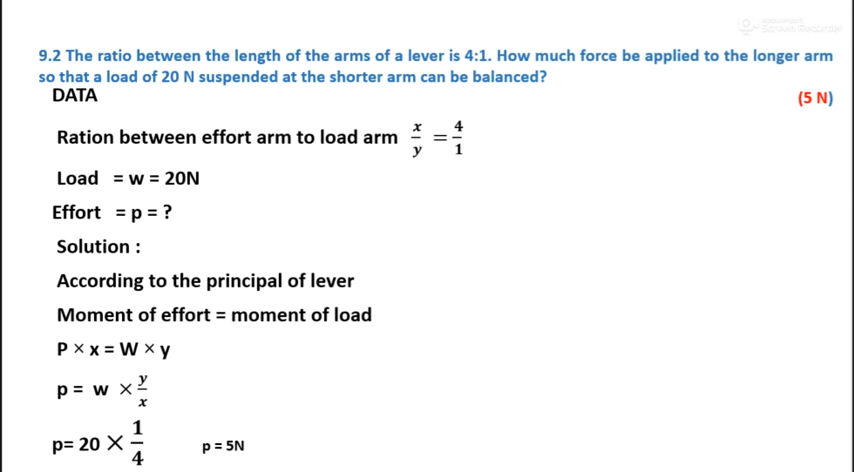 Screen Recorder
9.2 The ratio between the length of the arms of a lever is 4:1. How much force be applied to the longer arm
so that a load of 20 N suspended at the shorter arm can be balanced?
DATA (5 N)
Ration between effort arm to load arm x/y = 4/1
Load = w = 20N
Effort = p = ?
Solution :
According to the principal of lever
Moment of effort = moment of load
P × x = W × y
p = w × y/x
p= 20 × 1/4 p = 5N